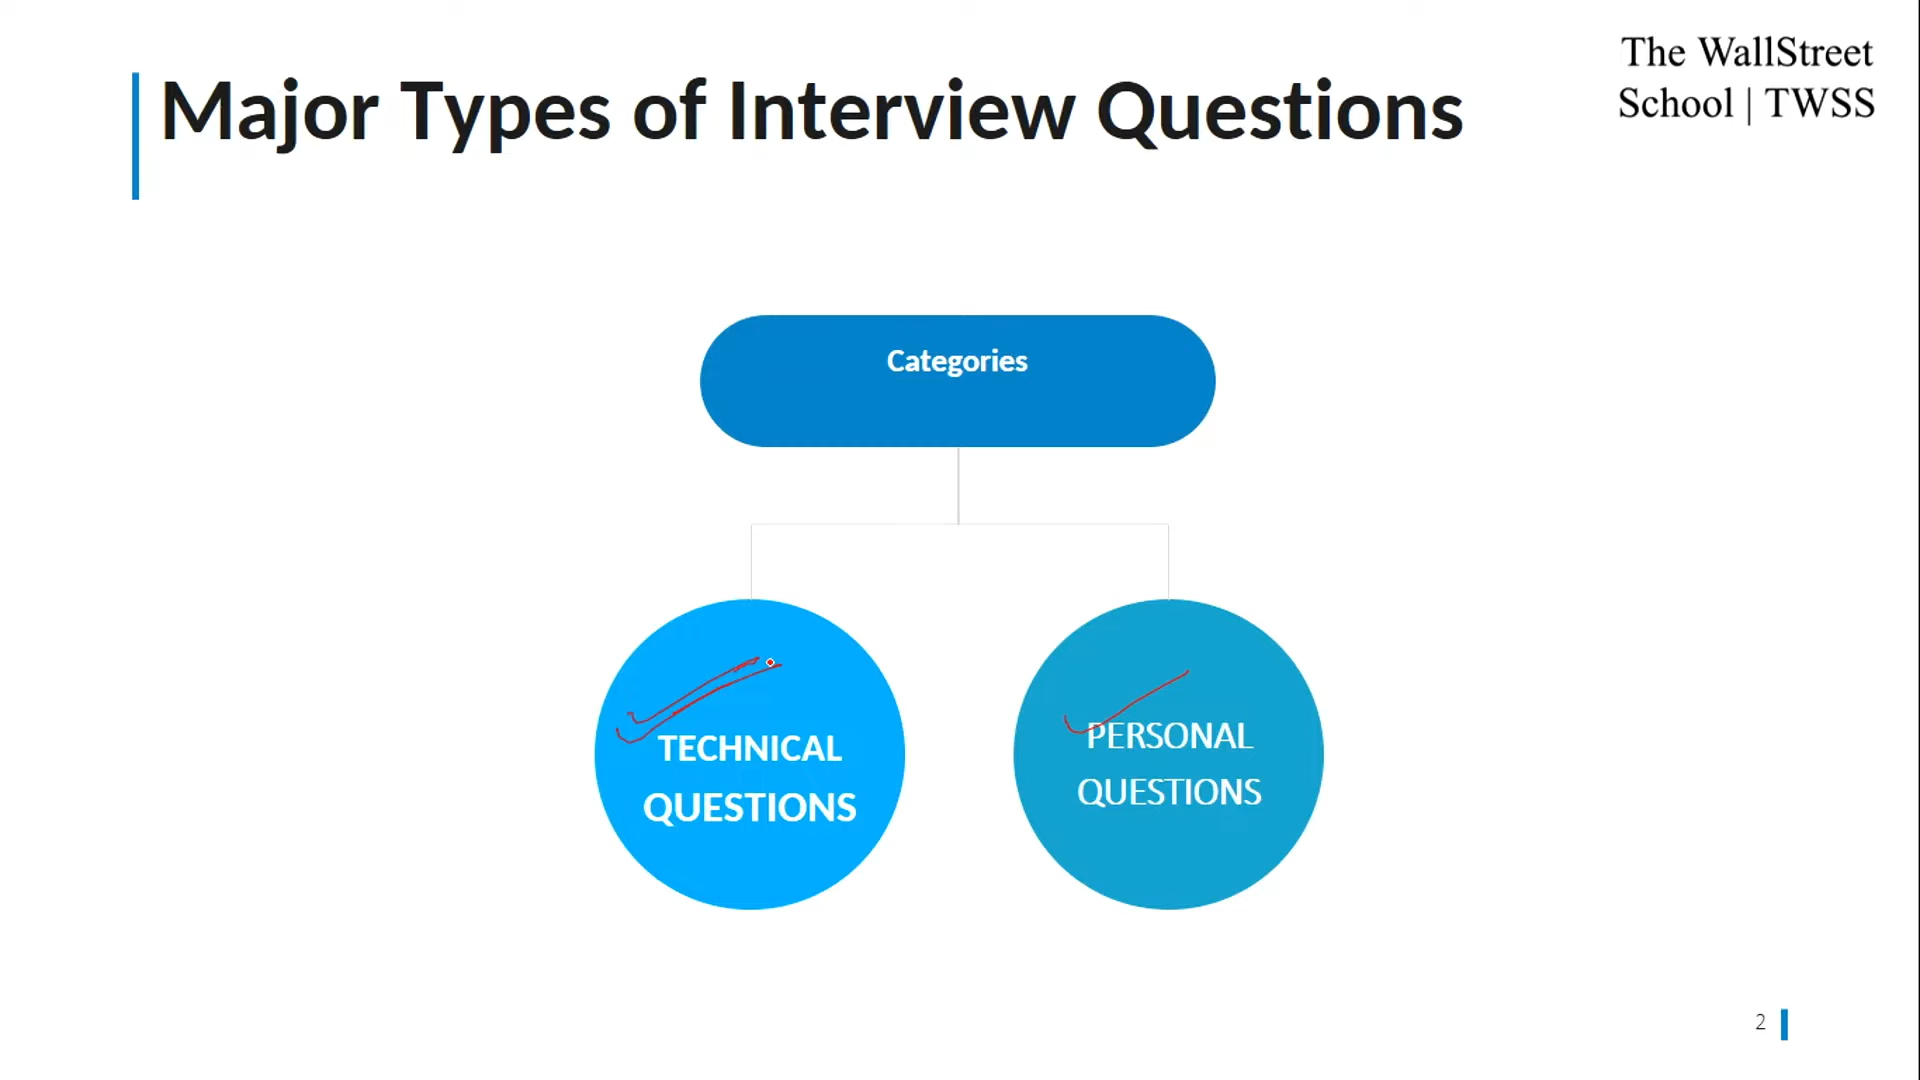 Major Types of Interview Questions
The WallStreet
School | TWSS
Categories
TECHNICAL
QUESTIONS
PERSONAL
QUESTIONS
2